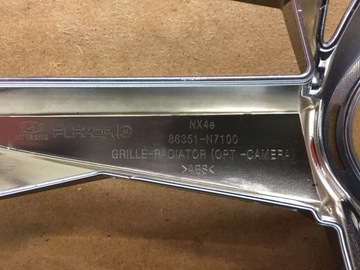 NX4a
86351-N7100
GRILLE-RADIATOR (OPT -CAMERA)
>ABS<